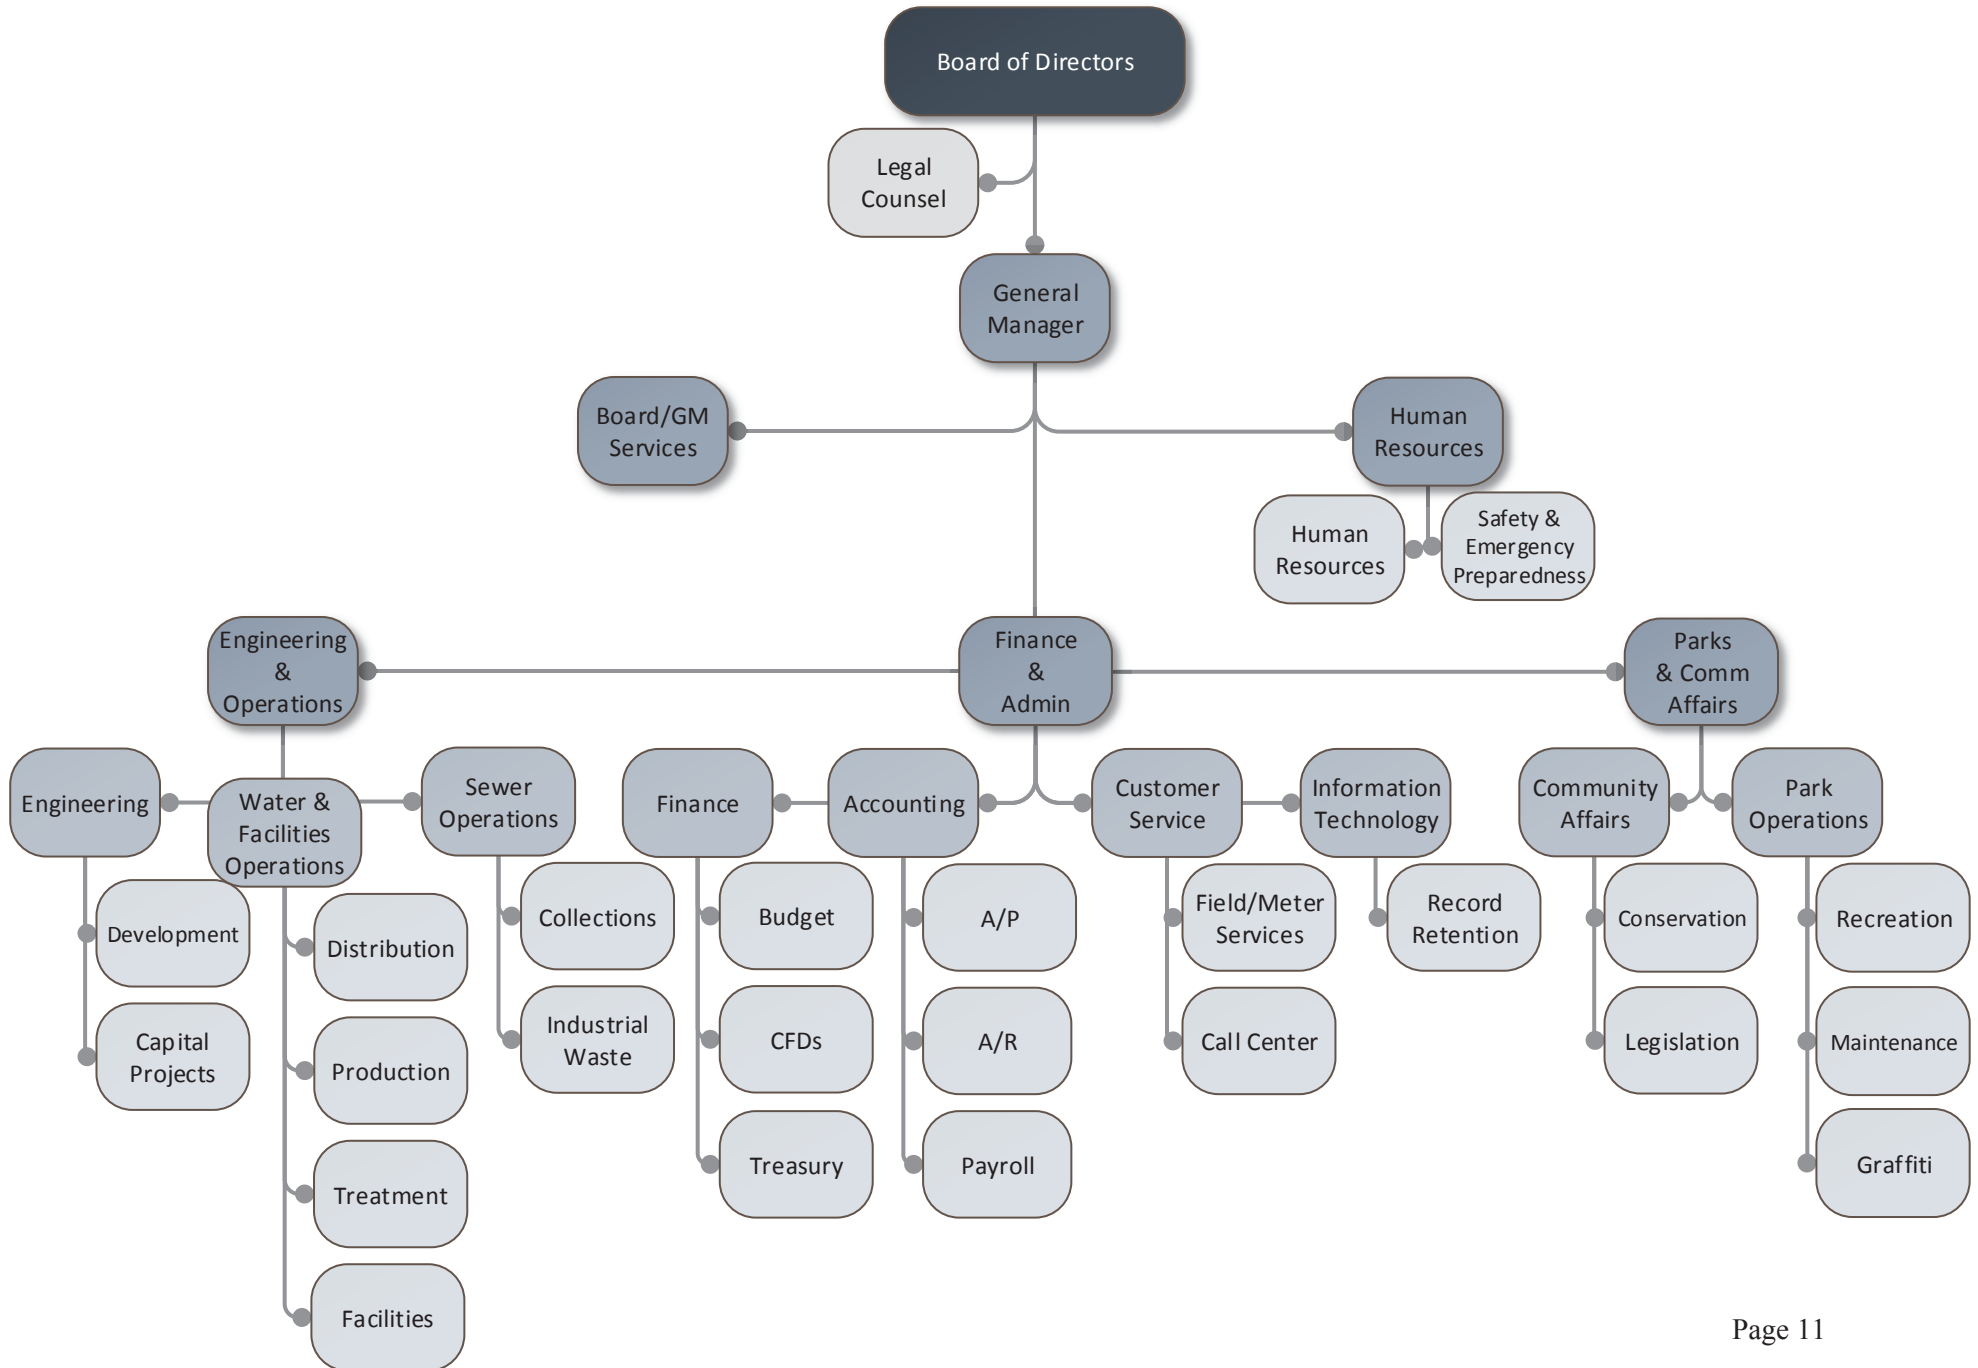 Board of Directors
Legal
Counsel
General
Manager
Board/GM
Services
Human
Resources
Human
Resources
Safety &
Emergency
Preparedness
Engineering
&
Operations
Finance
&
Admin
Parks
& Comm
Affairs
Engineering
Water &
Facilities
Operations
Sewer
Operations
Finance
Accounting
Customer
Service
Information
Technology
Community
Affairs
Park
Operations
Development
Capital
Projects
Distribution
Production
Treatment
Facilities
Collections
Industrial
Waste
Budget
CFDs
Treasury
A/P
A/R
Payroll
Field/Meter
Services
Call Center
Record
Retention
Conservation
Legislation
Recreation
Maintenance
Graffiti
Page 11